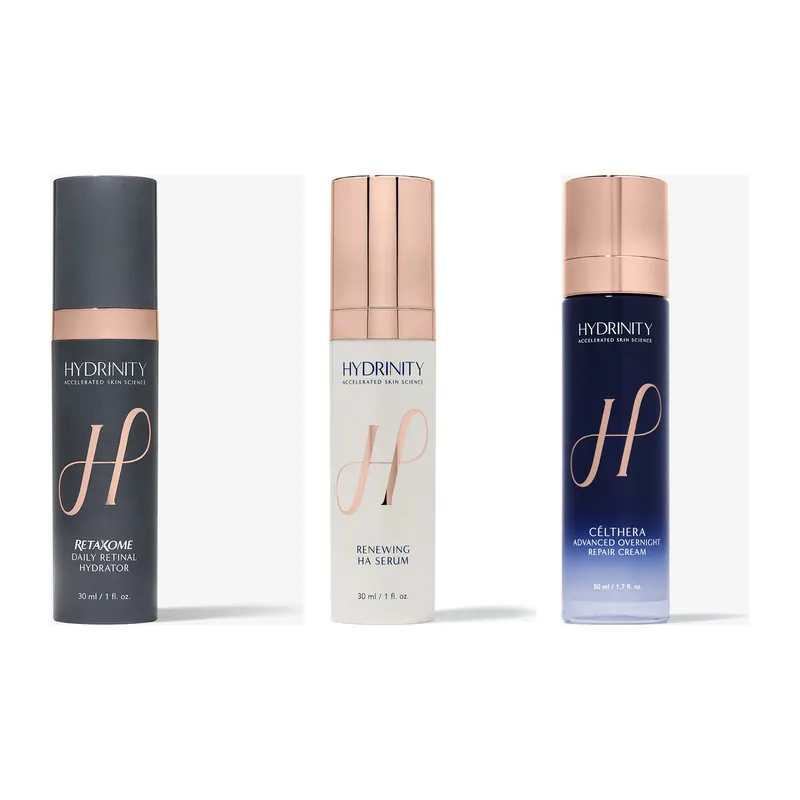 HYDRINITY
ACCELERATED SKIN SCIENCE
H
RETAXOME
DAILY RETINAL
HYDRATOR
30 ml / 1 fl. oz.
HYDRINITY
ACCELERATED SKIN SCIENCE
H
RENEWING
HA SERUM
30 ml / 1 fl. oz.
HYDRINITY
ACCELERATED SKIN SCIENCE
H
CÉLTHERA
ADVANCED OVERNIGHT
REPAIR CREAM
50 ml / 1.7 fl. oz.